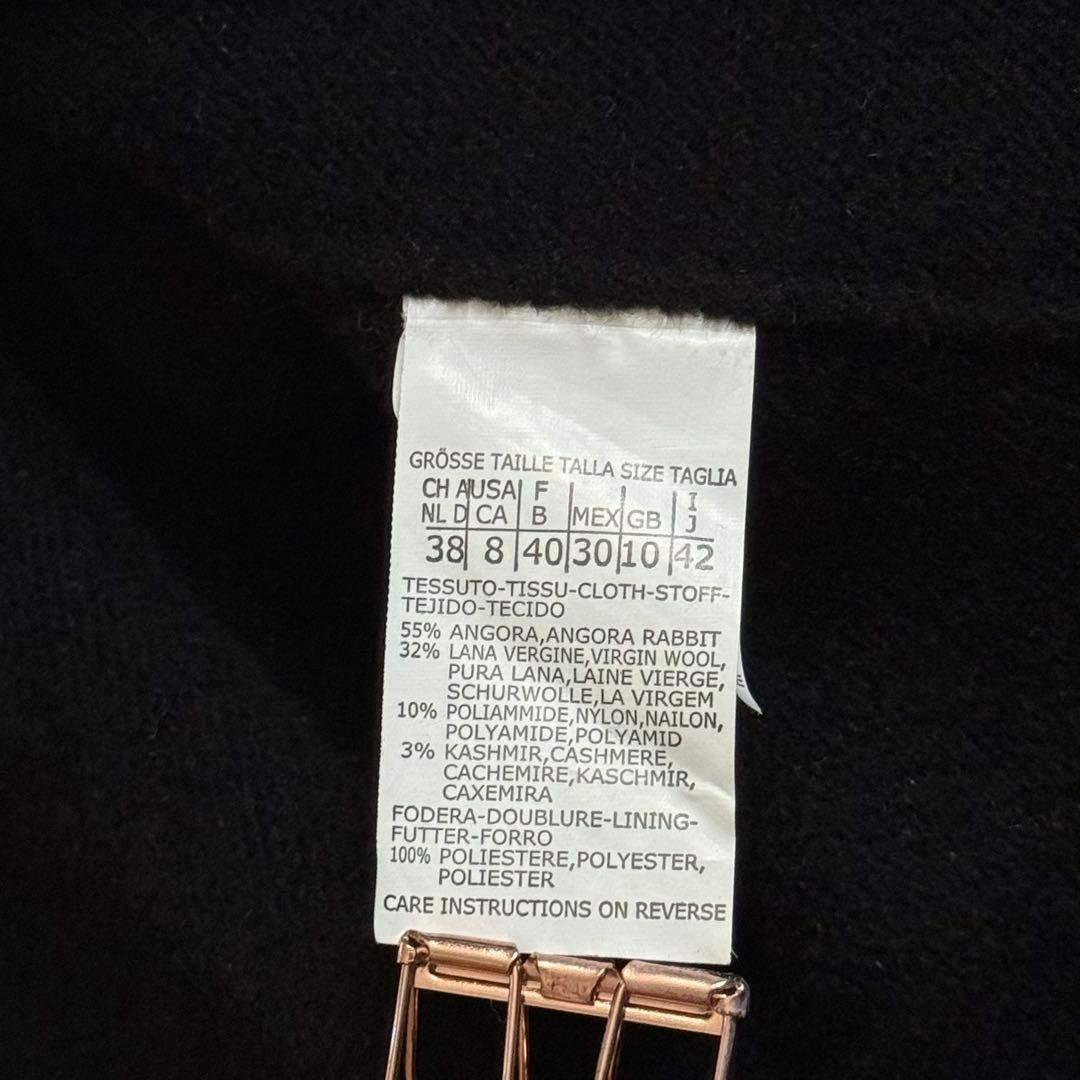 GRÖSSE TAILLE TALLA SIZE TAGLIA
CH A USA F I
NL D CA B MEX GB J
38 8 40 30 10 42
TESSUTO-TISSU-CLOTH-STOFF-
TEJIDO-TECIDO
55% ANGORA,ANGORA RABBIT
32% LANA VERGINE,VIRGIN WOOL,
PURA LANA,LAINE VIERGE,
SCHURWOLLE,LA VIRGEM
10% POLIAMMIDE,NYLON,NAILON,
POLYAMIDE,POLYAMID
3% KASHMIR,CASHMERE,
CACHEMIRE,KASCHMIR,
CAXEMIRA
FODERA-DOUBLURE-LINING-
FUTTER-FORRO
100% POLIESTERE,POLYESTER,
POLIESTER
CARE INSTRUCTIONS ON REVERSE